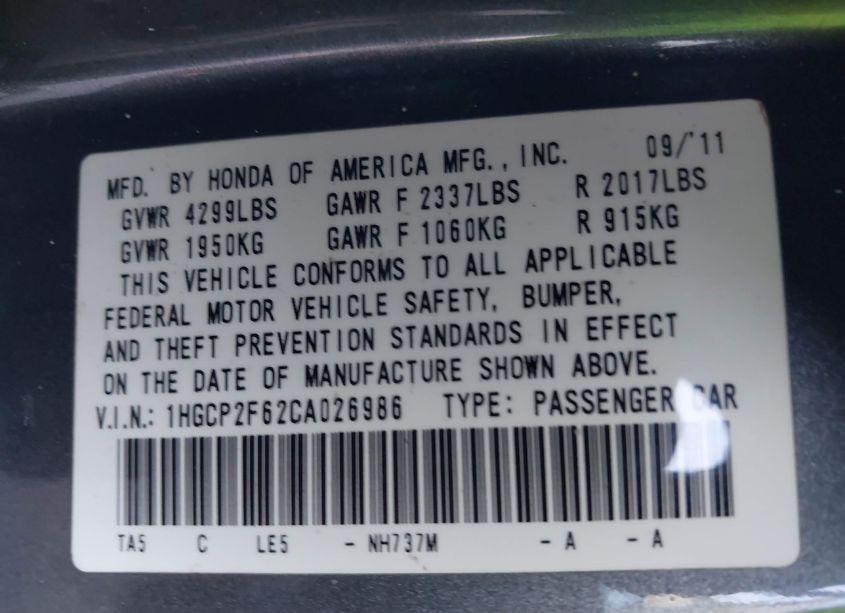 MFD. BY HONDA OF AMERICA MFG., INC. 09/'11
GVWR 4299LBS GAWR F 2337LBS R 2017LBS
GVWR 1950KG GAWR F 1060KG R 915KG
THIS VEHICLE CONFORMS TO ALL APPLICABLE
FEDERAL MOTOR VEHICLE SAFETY, BUMPER,
AND THEFT PREVENTION STANDARDS IN EFFECT
ON THE DATE OF MANUFACTURE SHOWN ABOVE.
V.I.N.: 1HGCP2F62CA026986 TYPE: PASSENGER CAR
TA5 C LE5 - NH737M - A - A